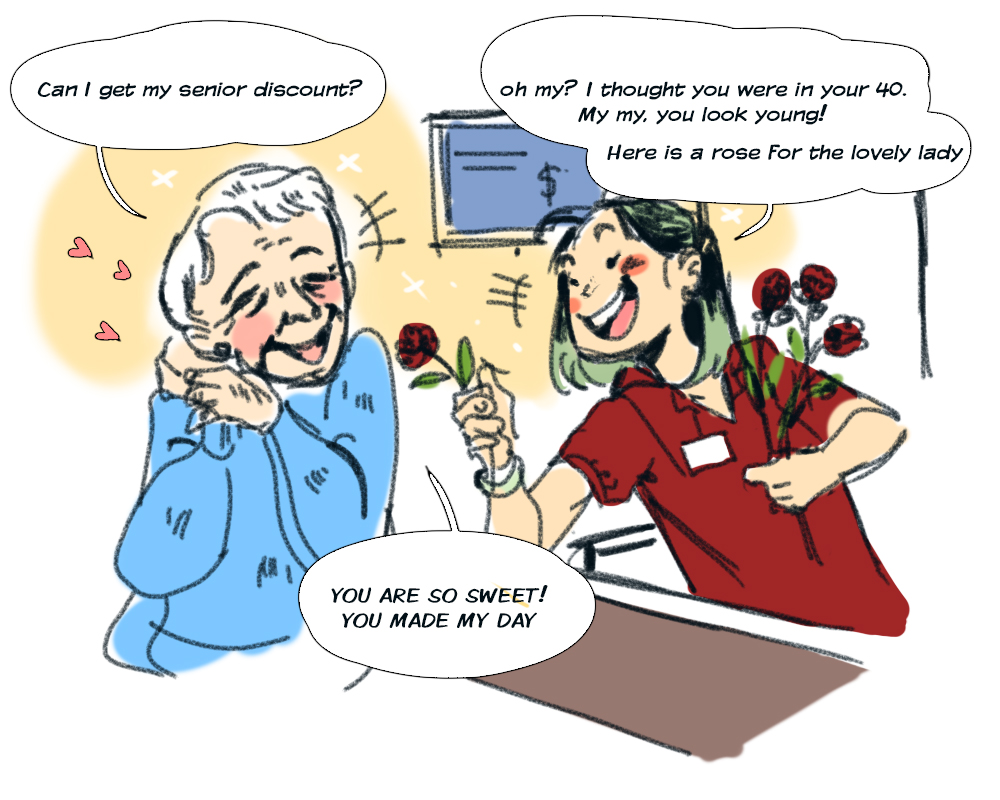 Can I get my senior discount?
oh my? I thought you were in your 40.
My my, you look young!
Here is a rose For the lovely lady
$
YOU ARE SO SWEET!
YOU MADE MY DAY